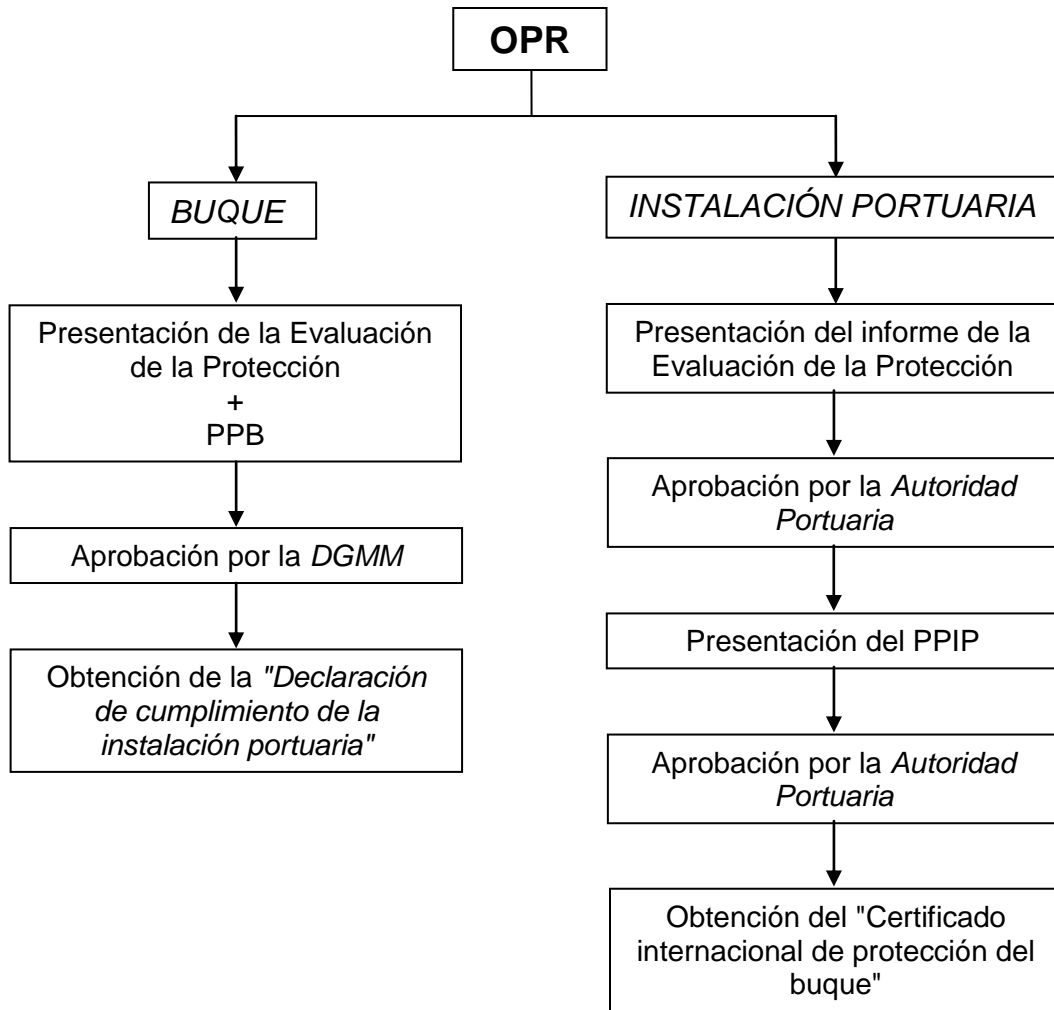 OPR
BUQUE
Presentación de la Evaluación
de la Protección
+
PPB
Aprobación por la DGMM
Obtención de la "Declaración
de cumplimiento de la
instalación portuaria"
INSTALACIÓN PORTUARIA
Presentación del informe de la
Evaluación de la Protección
Aprobación por la Autoridad
Portuaria
Presentación del PPIP
Aprobación por la Autoridad
Portuaria
Obtención del "Certificado
internacional de protección del
buque"